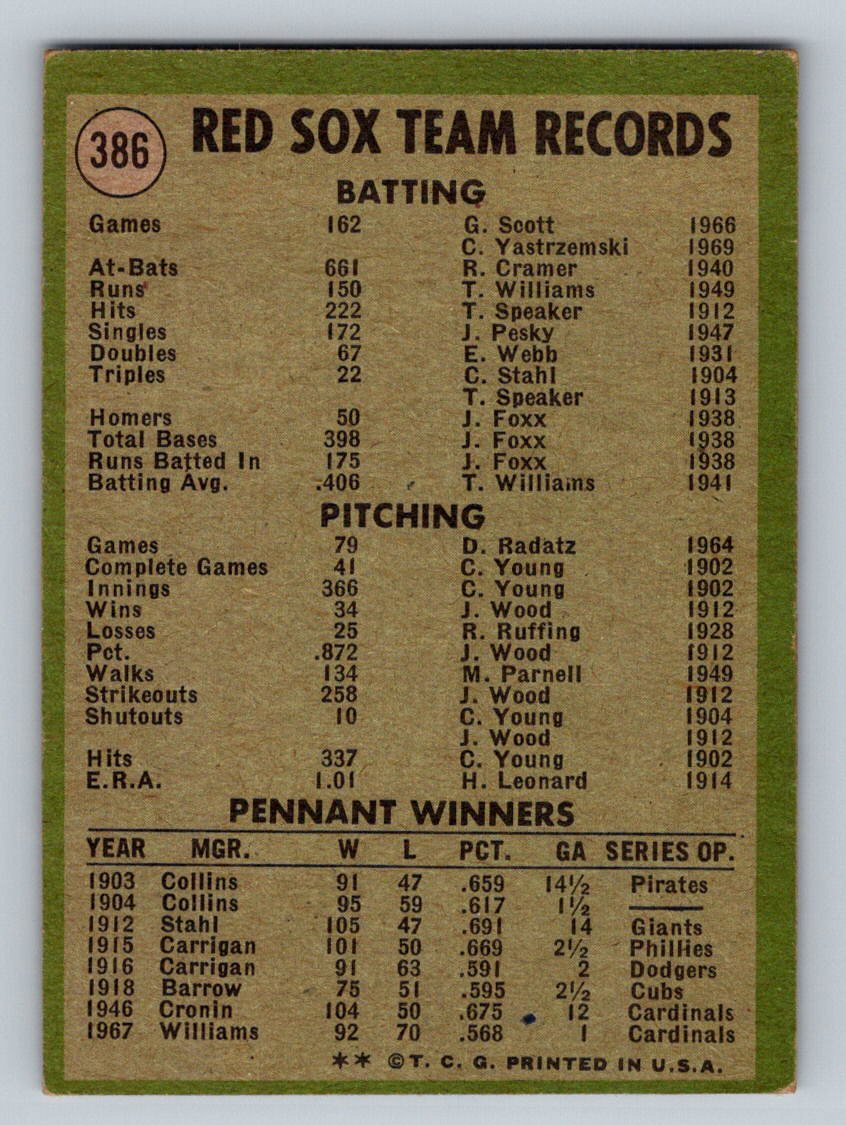 386
RED SOX TEAM RECORDS
BATTING
Games 162 G. Scott 1966
C. Yastrzemski 1969
At-Bats 661 R. Cramer 1940
Runs 150 T. Williams 1949
Hits 222 T. Speaker 1912
Singles 172 J. Pesky 1947
Doubles 67 E. Webb 1931
Triples 22 C. Stahl 1904
T. Speaker 1913
Homers 50 J. Foxx 1938
Total Bases 398 J. Foxx 1938
Runs Batted In 175 J. Foxx 1938
Batting Avg. .406 T. Williams 1941
PITCHING
Games 79 D. Radatz 1964
Complete Games 41 C. Young 1902
Innings 366 C. Young 1902
Wins 34 J. Wood 1912
Losses 25 R. Ruffing 1928
Pct. .872 J. Wood 1912
Walks 134 M. Parnell 1949
Strikeouts 258 J. Wood 1912
Shutouts 10 C. Young 1904
J. Wood 1912
Hits 337 C. Young 1902
E.R.A. 1.01 H. Leonard 1914
PENNANT WINNERS
YEAR MGR. W L PCT. GA SERIES OP.
1903 Collins 91 47 .659 14½ Pirates
1904 Collins 95 59 .617 1½ ———
1912 Stahl 105 47 .691 14 Giants
1915 Carrigan 101 50 .669 2½ Phillies
1916 Carrigan 91 63 .591 2 Dodgers
1918 Barrow 75 51 .595 2½ Cubs
1946 Cronin 104 50 .675 12 Cardinals
1967 Williams 92 70 .568 1 Cardinals
** ©T. C. G. PRINTED IN U.S.A.